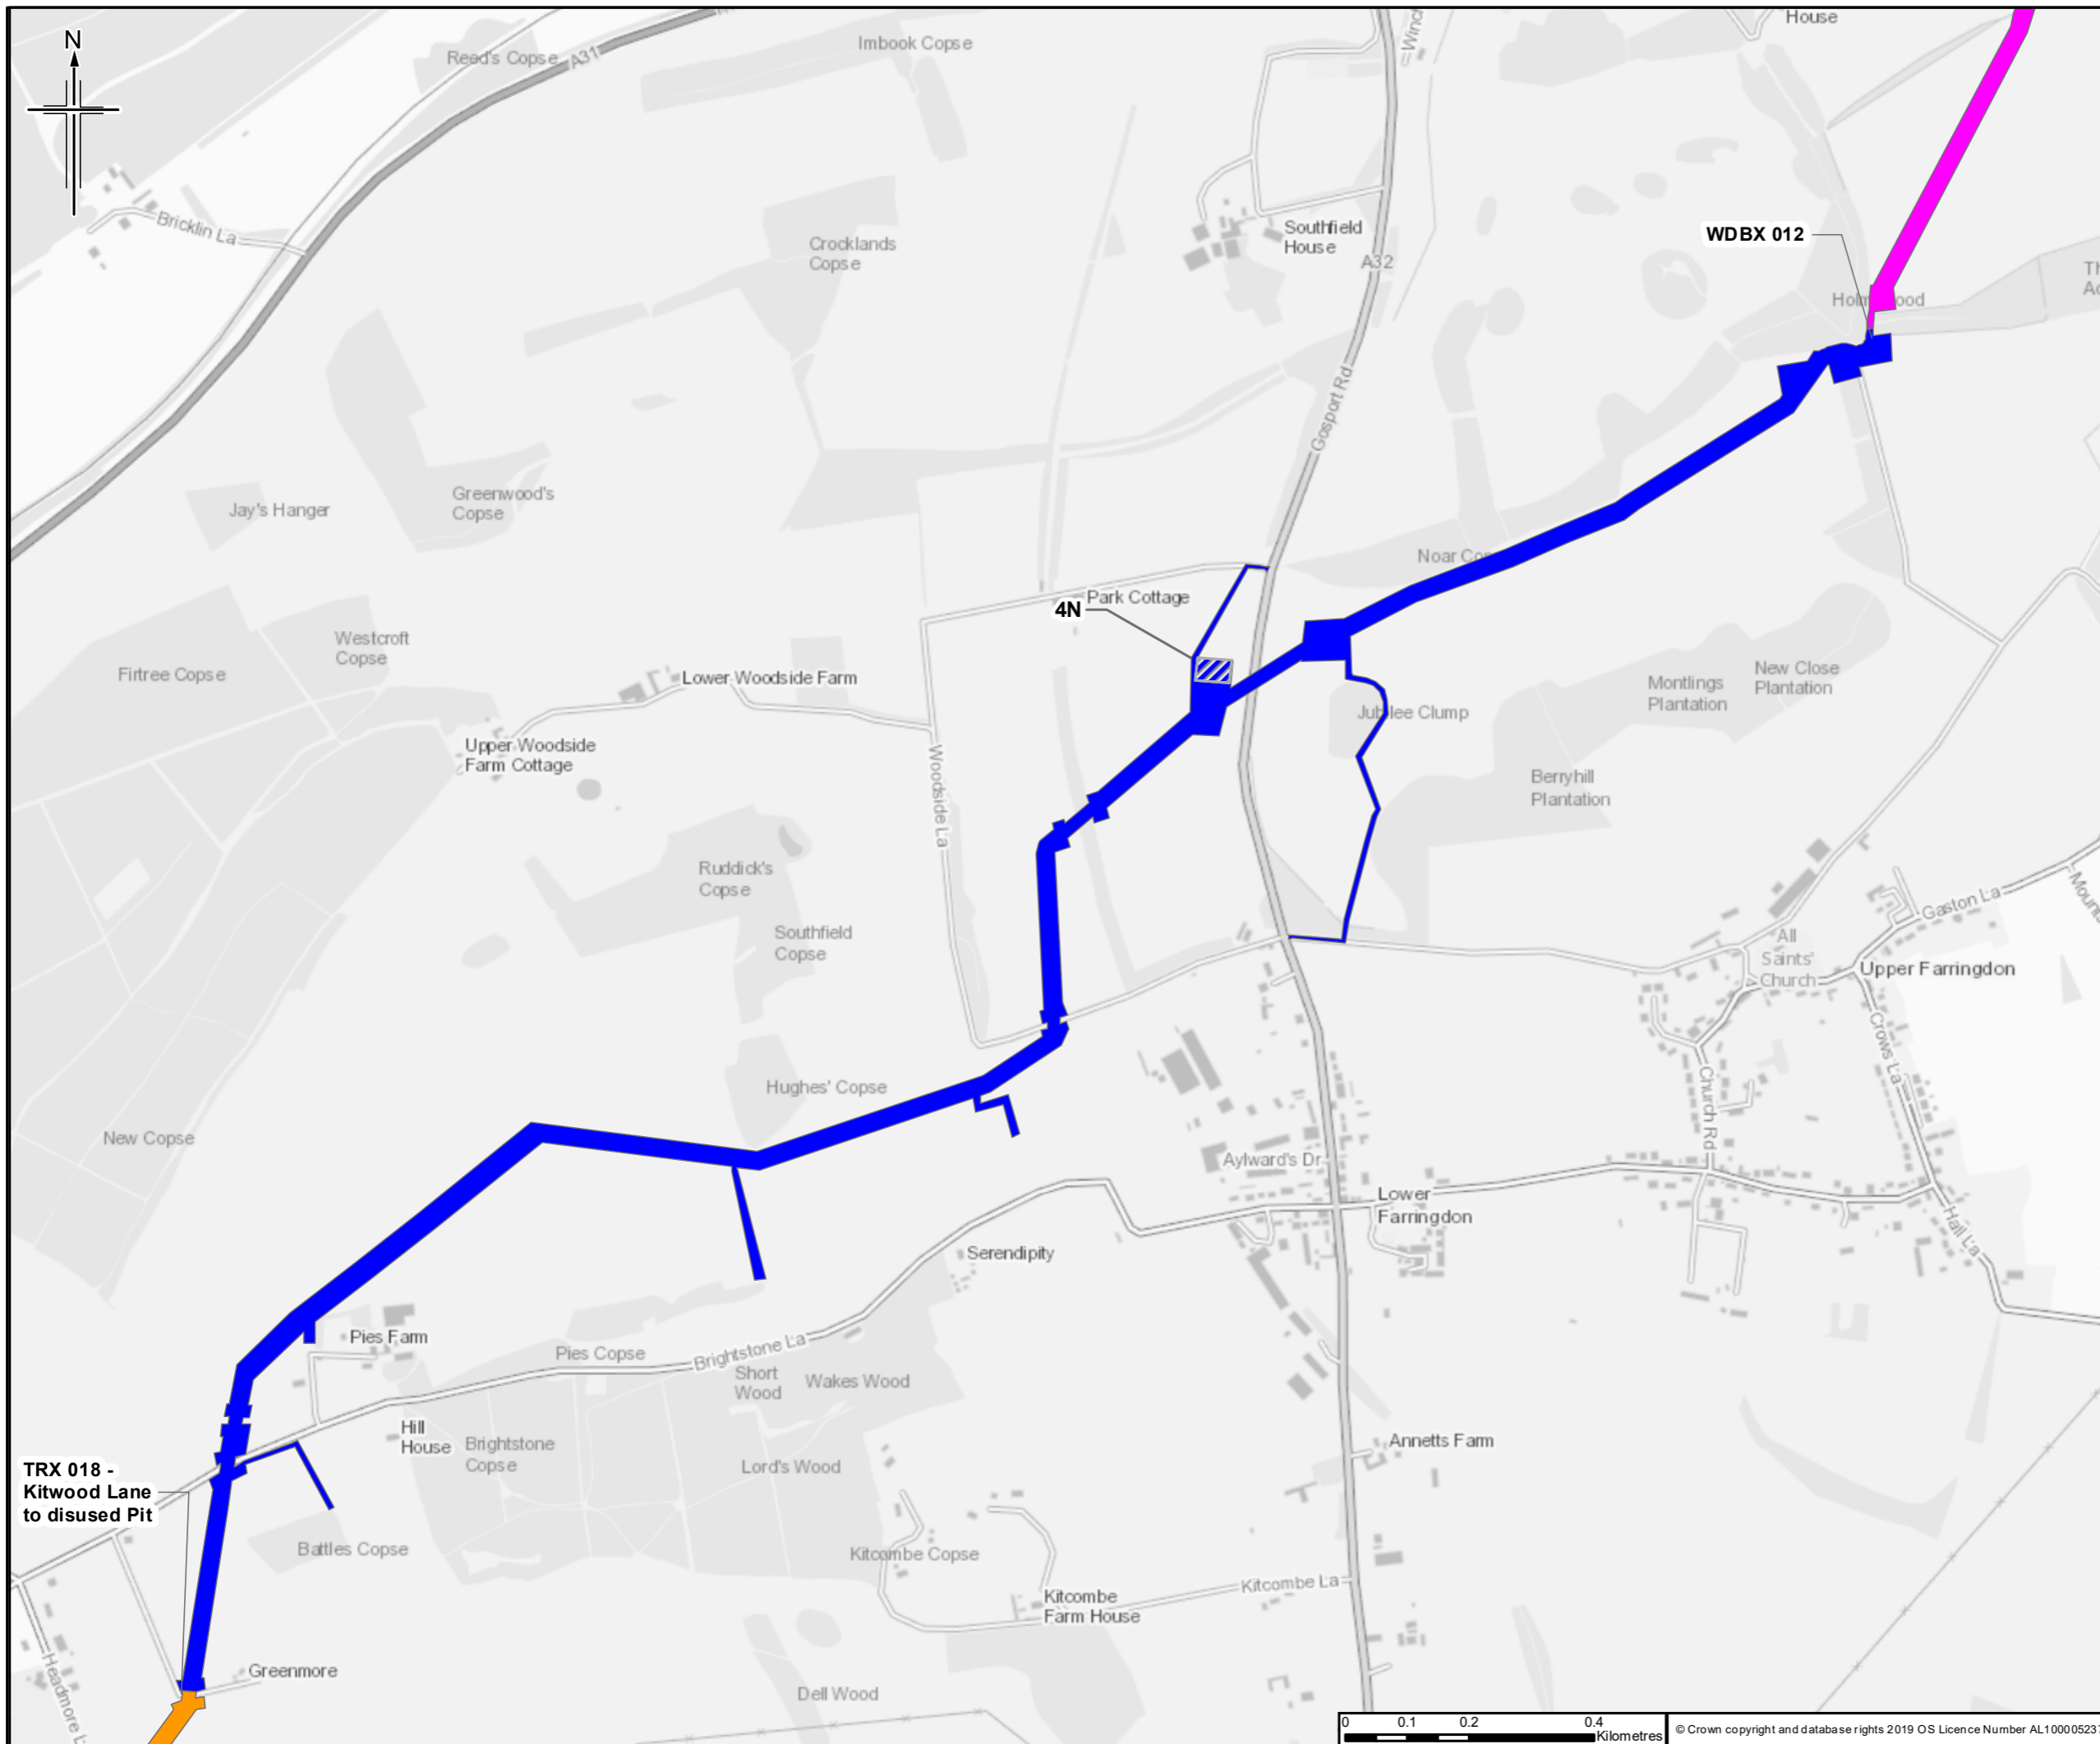 N
Reed's Copse
A31
Imbook Copse
House
Bricklin La
Crocklands
Copse
Southfield
House
A32
WDBX 012
Gosport Rd
Jay's Hanger
Greenwood's
Copse
4N
Park Cottage
Firtree Copse
Westcroft
Copse
Lower Woodside Farm
Upper Woodside
Farm Cottage
Woodside La
Jubilee Clump
Montlings
Plantation
New Close
Plantation
Berryhill
Plantation
Ruddick's
Copse
Southfield
Copse
Gaston La
All
Saints'
Church
Upper Farringdon
Crows La
Church Rd
Hall La
Hughes' Copse
New Copse
Aylward's Dr
Lower
Farringdon
Serendipity
Pies Farm
Pies Copse
Brightstone La
Short
Wood
Wakes Wood
Hill
House
Brightstone
Copse
Lord's Wood
Annetts Farm
TRX 018 -
Kitwood Lane
to disused Pit
Battles Copse
Kitcombe Copse
Kitcombe
Farm House
Kitcombe La
Greenmore
Dell Wood
0 0.1 0.2 0.4
Kilometres
© Crown copyright and database rights 2019 OS Licence Number